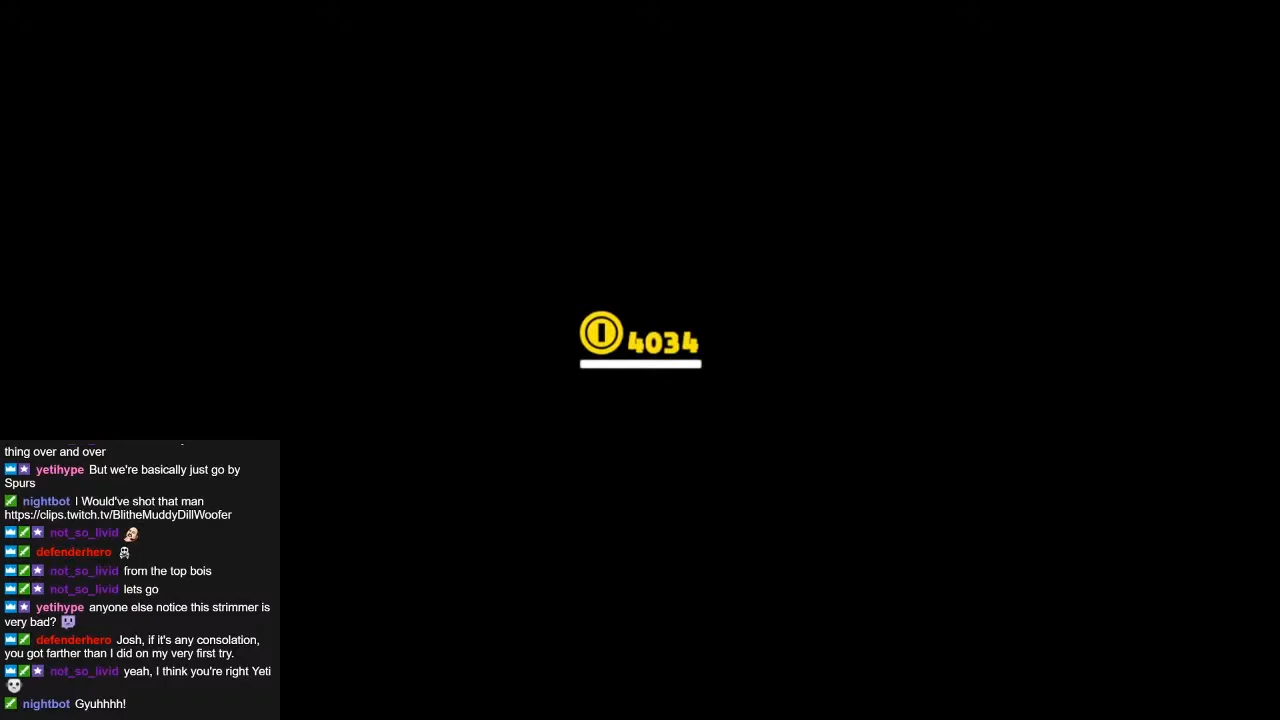 4034
thing over and over
yetihype But we're basically just go by
Spurs
nightbot I Would've shot that man
https://clips.twitch.tv/BlitheMuddyDillWoofer
not_so_livid
defenderhero
not_so_livid from the top bois
not_so_livid lets go
yetihype anyone else notice this strimmer is
very bad?
defenderhero Josh, if it's any consolation,
you got farther than I did on my very first try.
not_so_livid yeah, I think you're right Yeti
nightbot Gyuhhhh!